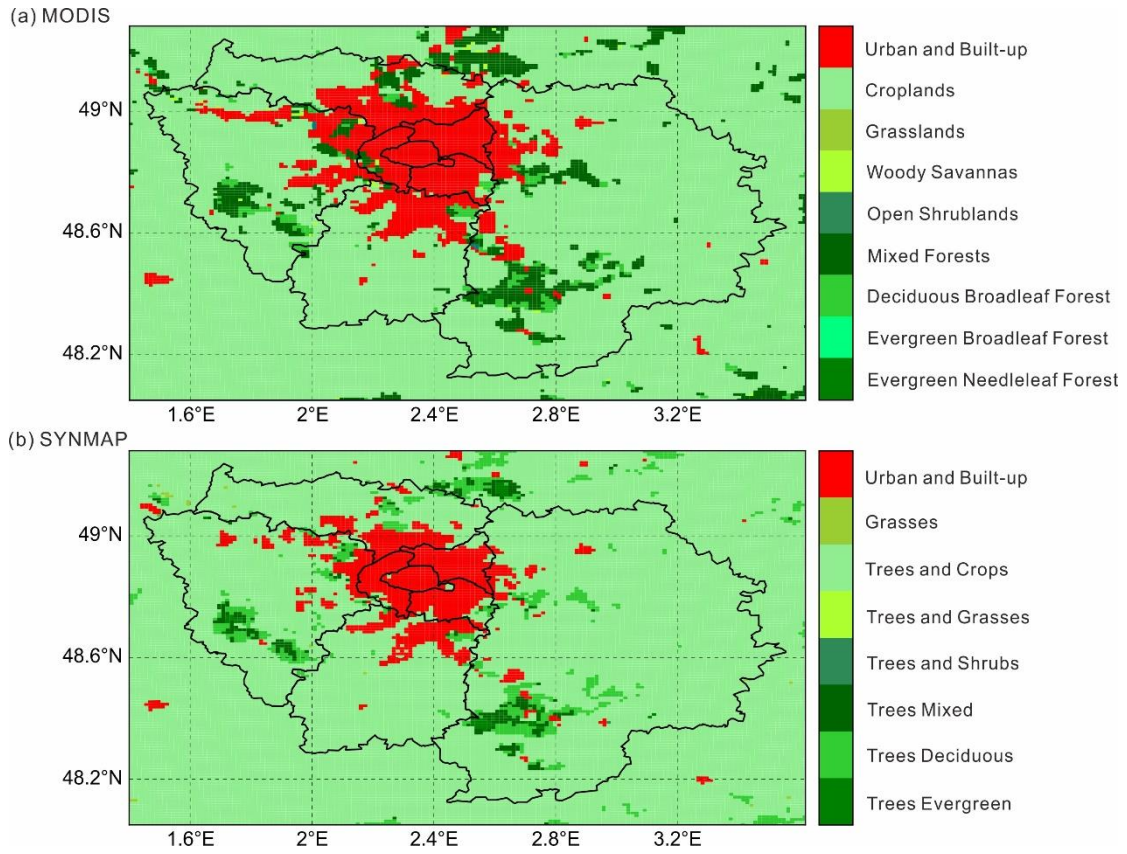 (a) MODIS
49°N
48.6°N
48.2°N
1.6°E
2°E
2.4°E
2.8°E
3.2°E
Urban and Built-up
Croplands
Grasslands
Woody Savannas
Open Shrublands
Mixed Forests
Deciduous Broadleaf Forest
Evergreen Broadleaf Forest
Evergreen Needleleaf Forest
(b) SYNMAP
49°N
48.6°N
48.2°N
1.6°E
2°E
2.4°E
2.8°E
3.2°E
Urban and Built-up
Grasses
Trees and Crops
Trees and Grasses
Trees and Shrubs
Trees Mixed
Trees Deciduous
Trees Evergreen